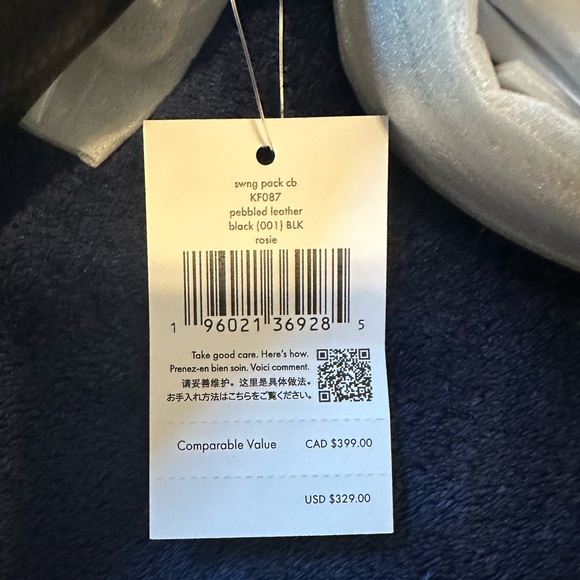 swng pack cb
KF087
pebbled leather
black (001) BLK
rosie
1 96021 36928 5
Take good care. Here's how.
Prenez-en bien soin. Voici comment.
请妥善维护。这里是具体做法。
お手入れ方法はこちらをご覧ください。
Comparable Value CAD $399.00
USD $329.00